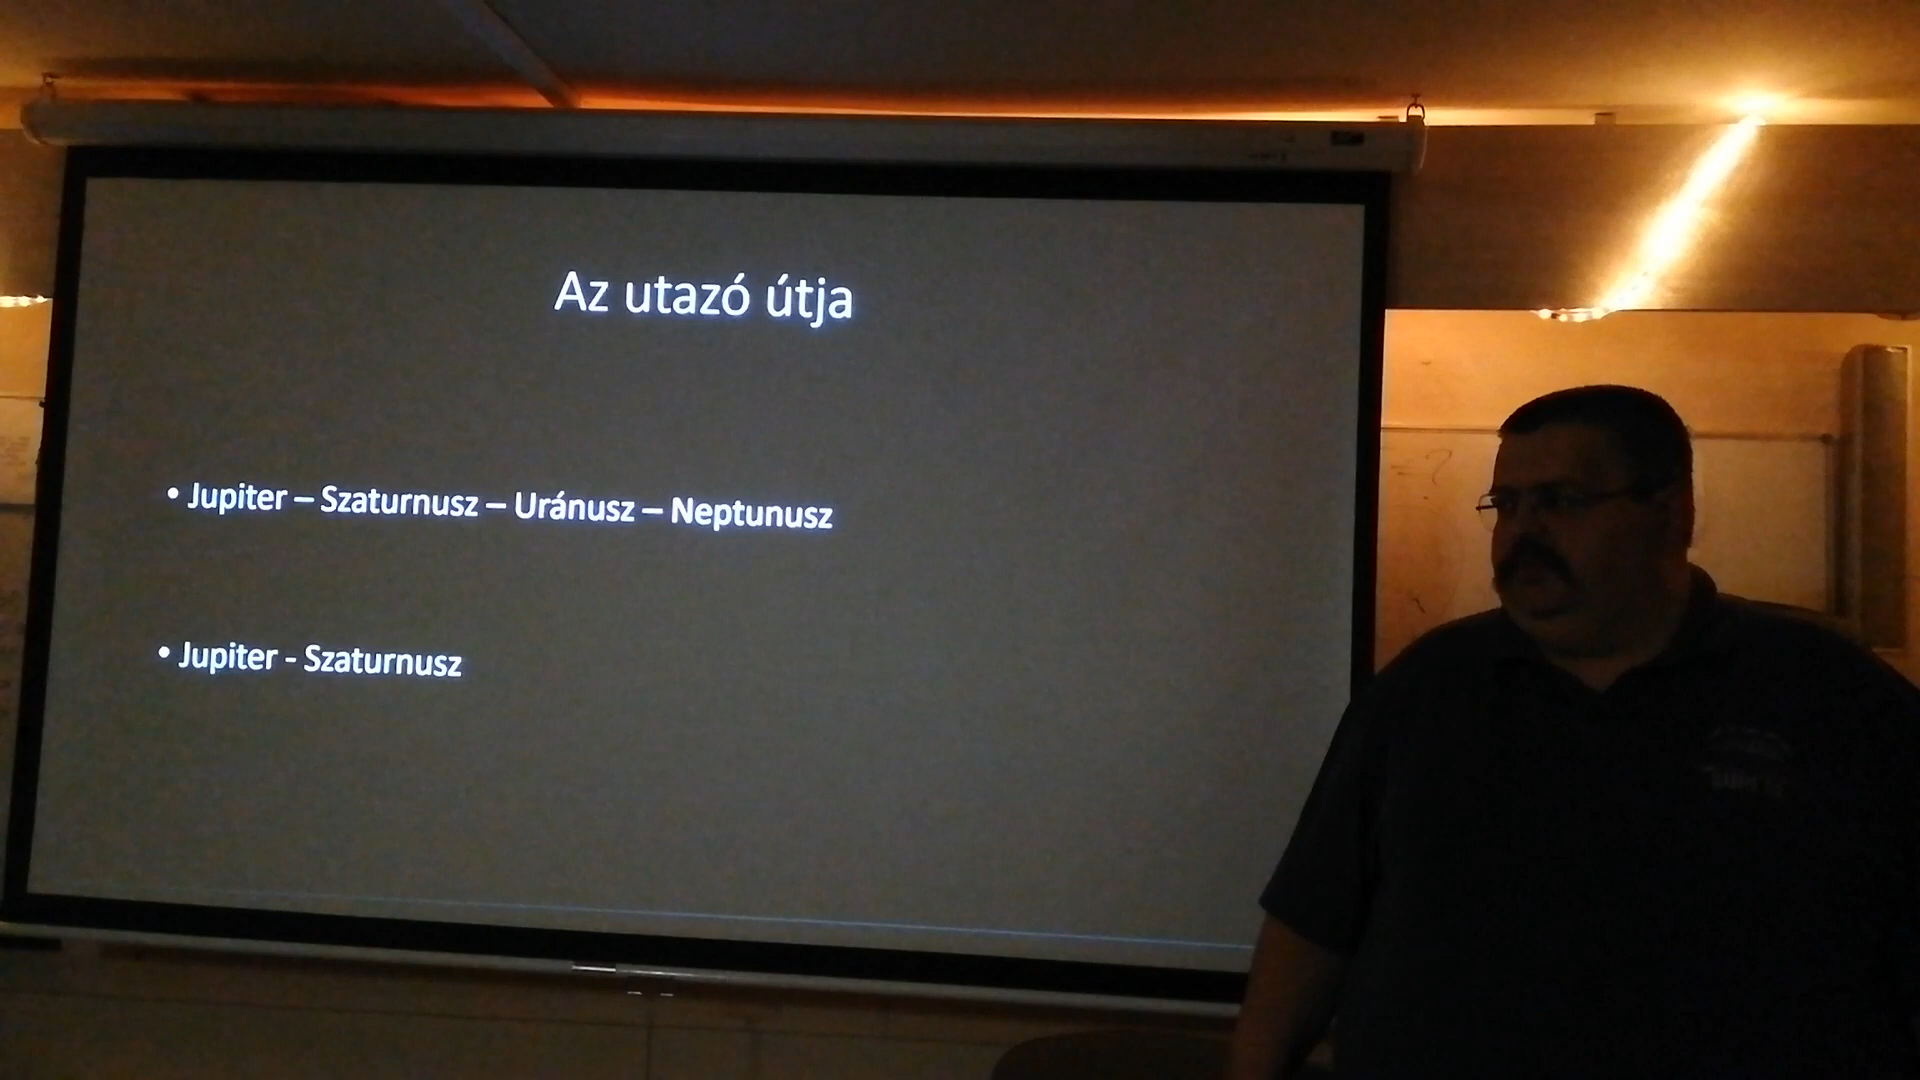 Az utazó útja
• Jupiter – Szaturnusz – Uránusz – Neptunusz
• Jupiter - Szaturnusz